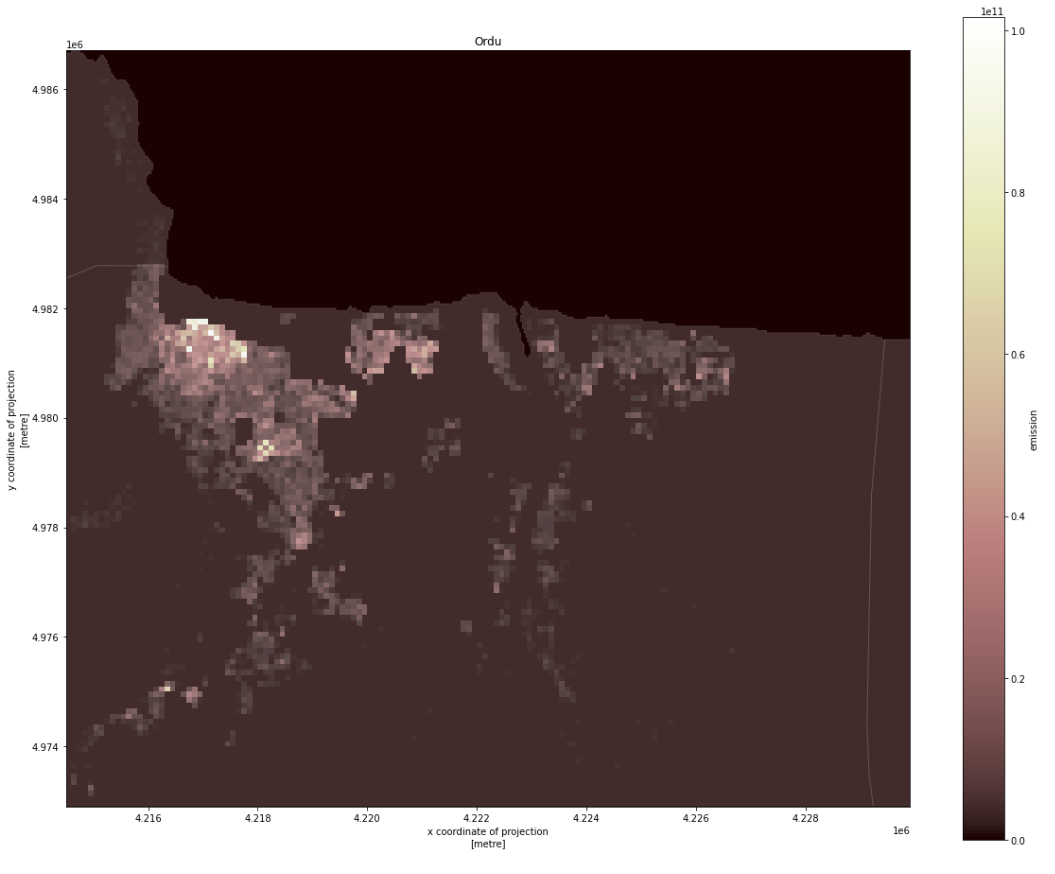 1e11
1e6
Ordu
1.0
4.986
4.984
0.8
4.982
0.6
y coordinate of projection
[metre]
4.980
emission
0.4
4.978
4.976
0.2
4.974
0.0
4.216
4.218
4.220
4.222
4.224
4.226
4.228
x coordinate of projection
[metre]
1e6